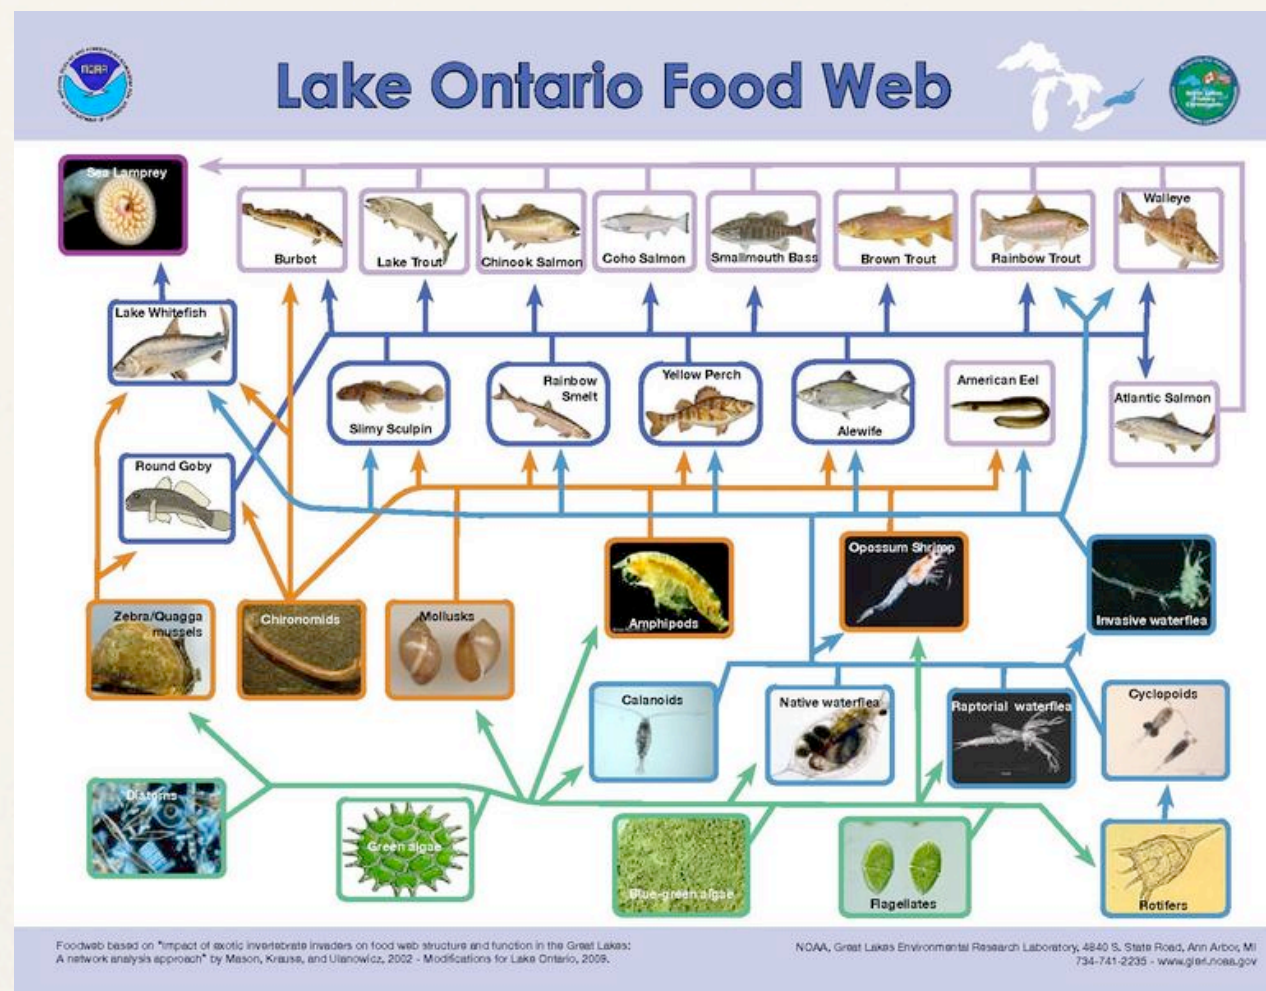 NOAA
Lake Ontario Food Web
Sea Lamprey
Burbot
Lake Trout
Chinook Salmon
Coho Salmon
Smallmouth Bass
Brown Trout
Rainbow Trout
Walleye
Lake Whitefish
Slimy Sculpin
Rainbow
Smelt
Yellow Perch
Alewife
American Eel
Atlantic Salmon
Round Goby
Zebra/Quagga
mussels
Chironomids
Mollusks
Amphipods
Opossum Shrimp
Invasive waterflea
Calanoids
Native waterflea
Raptorial waterflea
Cyclopoids
Diatoms
Green algae
Blue-green algae
Flagellates
Rotifers
Foodweb based on "Impact of exotic invertebrate invaders on food web structure and function in the Great Lakes:
A network analysis approach" by Mason, Krause, and Ulanowicz, 2002 - Modifications for Lake Ontario, 2009.
NOAA, Great Lakes Environmental Research Laboratory, 4840 S. State Road, Ann Arbor, MI
734-741-2235 - www.glerl.noaa.gov